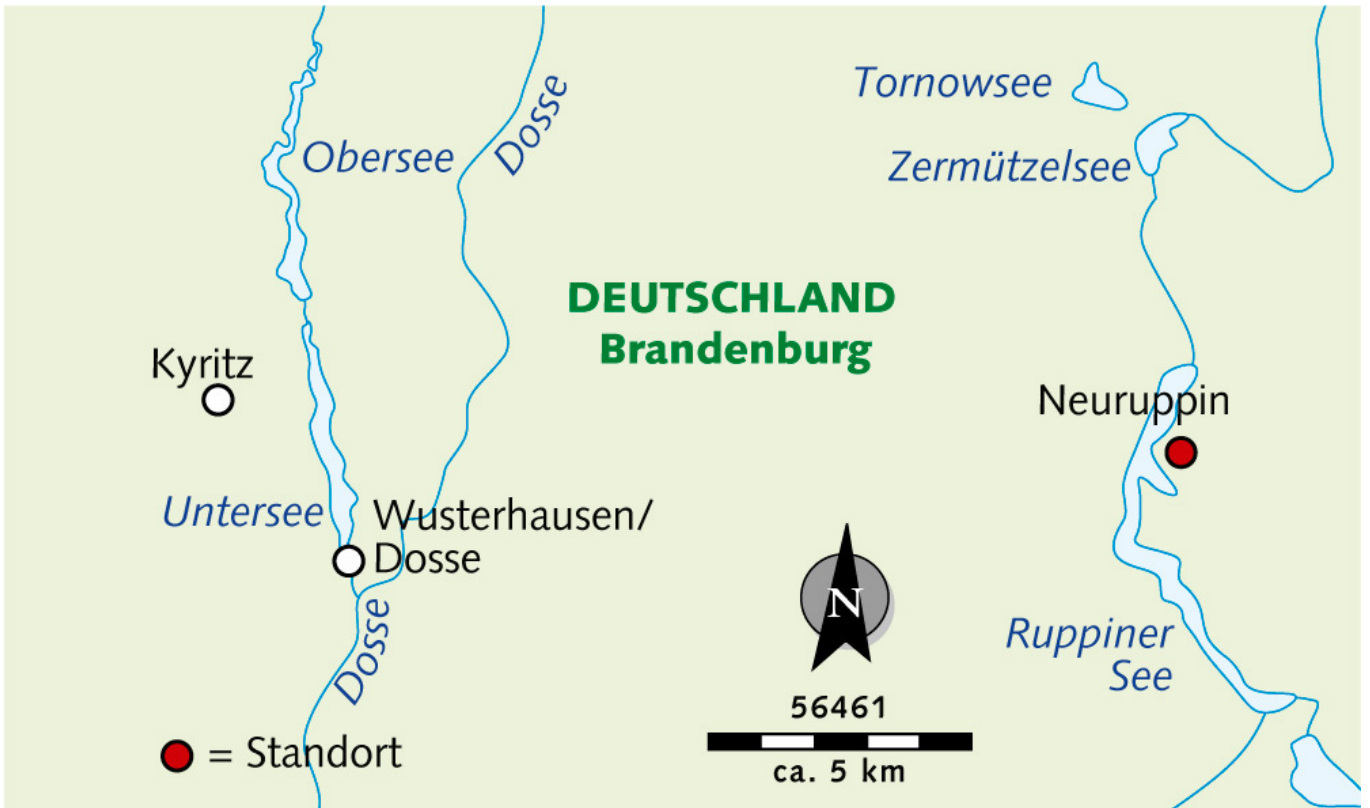 Tornowsee
Dosse
Obersee
Zermützelsee
DEUTSCHLAND
Brandenburg
Kyritz
Neuruppin
Untersee
Wusterhausen/
Dosse
N
Dosse
Ruppiner
See
56461
= Standort
ca. 5 km